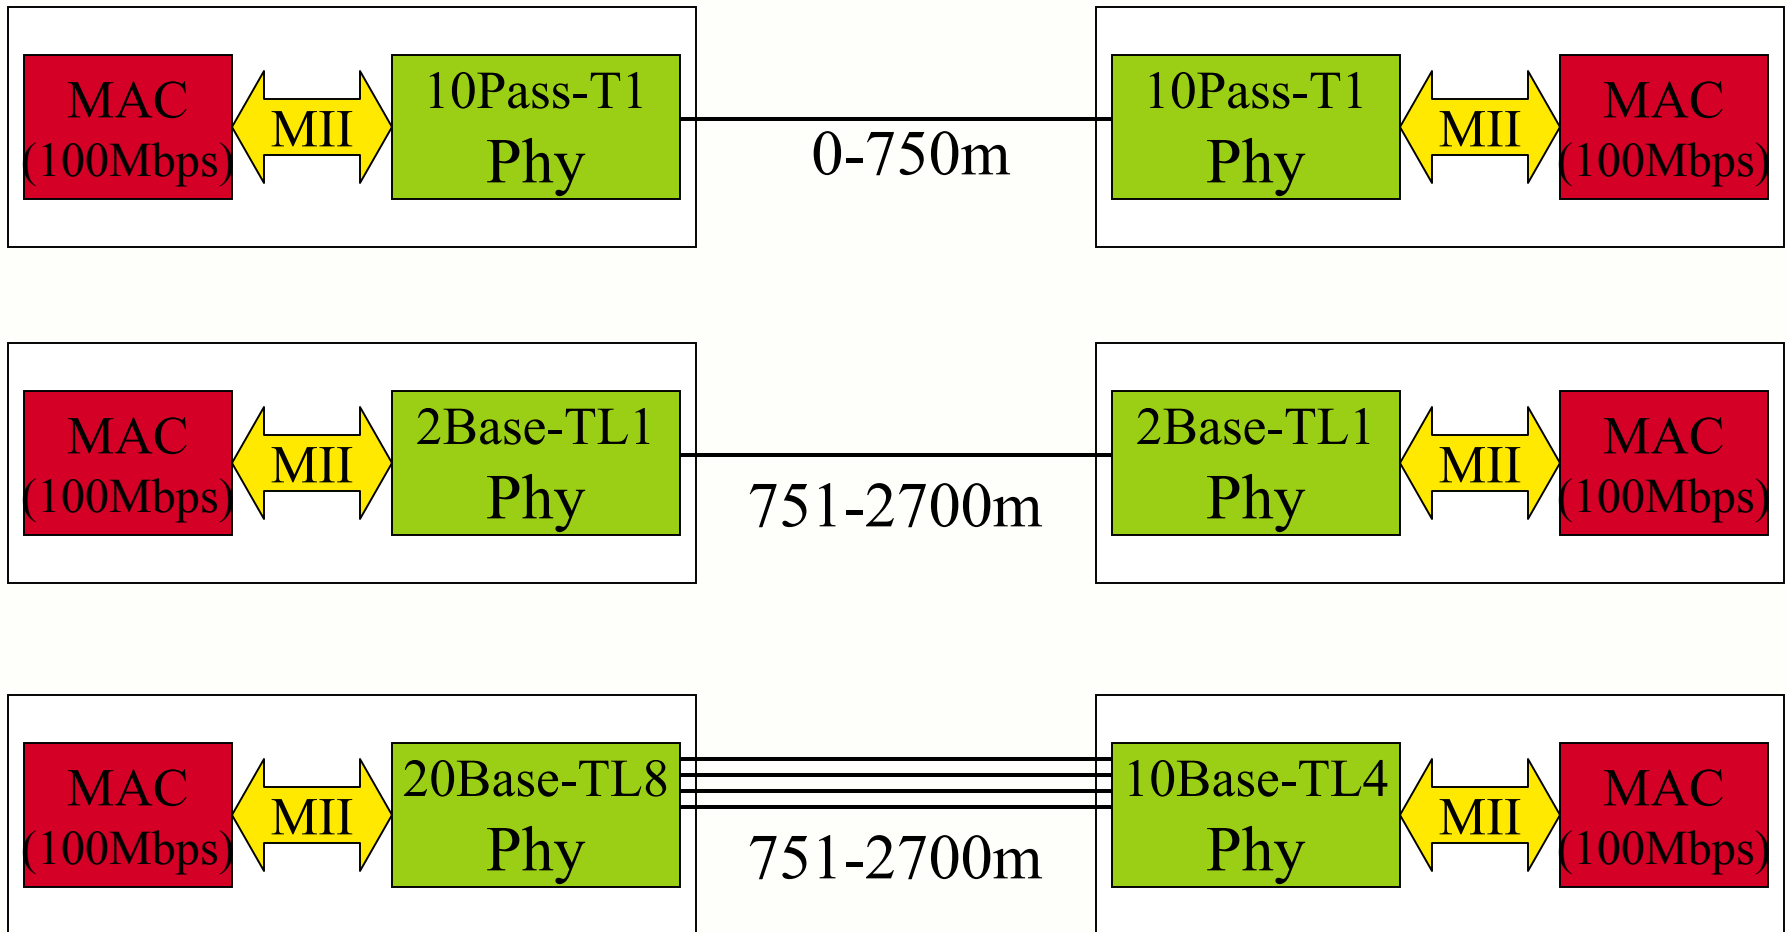 MAC
(100Mbps)
MII
10Pass-T1
Phy
0-750m
10Pass-T1
Phy
MII
MAC
(100Mbps)
MAC
(100Mbps)
MII
2Base-TL1
Phy
751-2700m
2Base-TL1
Phy
MII
MAC
(100Mbps)
MAC
(100Mbps)
MII
20Base-TL8
Phy
751-2700m
10Base-TL4
Phy
MII
MAC
(100Mbps)